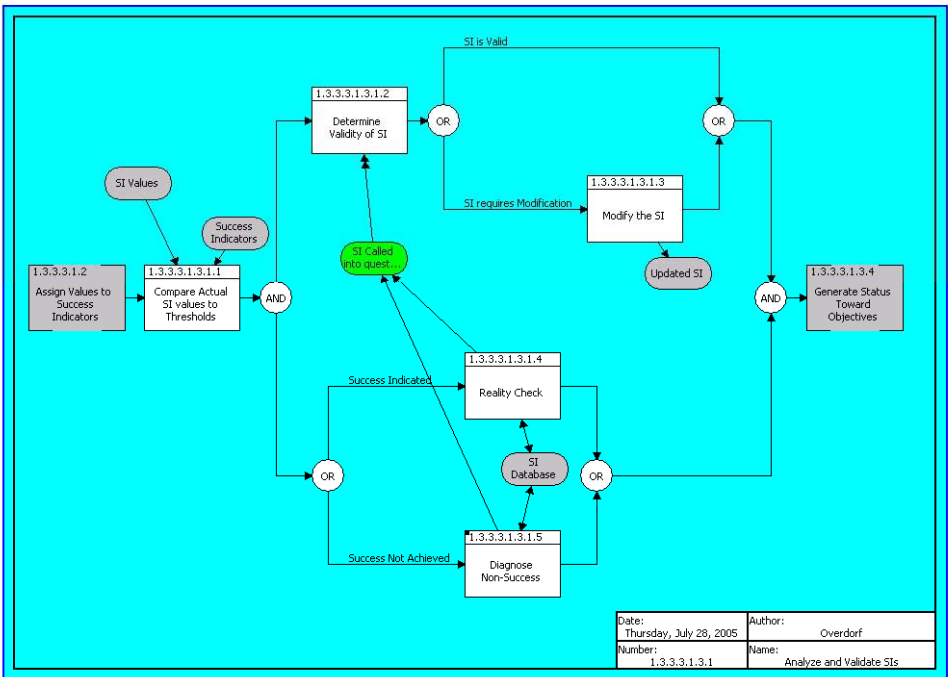 SI is Valid
1.3.3.3.1.3.1.2
Determine
Validity of SI
OR
OR
SI Values
1.3.3.3.1.3.1.3
Modify the SI
SI requires Modification
Success
Indicators
SI Called
into quest...
Updated SI
1.3.3.3.1.2
Assign Values to
Success
Indicators
1.3.3.3.1.3.1.1
Compare Actual
SI values to
Thresholds
AND
AND
1.3.3.3.1.3.4
Generate Status
Toward
Objectives
1.3.3.3.1.3.1.4
Reality Check
Success Indicated
SI
Database
OR
OR
1.3.3.3.1.3.1.5
Diagnose
Non-Success
Success Not Achieved
Date:
Thursday, July 28, 2005
Author:
Overdorf
Number:
1.3.3.3.1.3.1
Name:
Analyze and Validate SIs